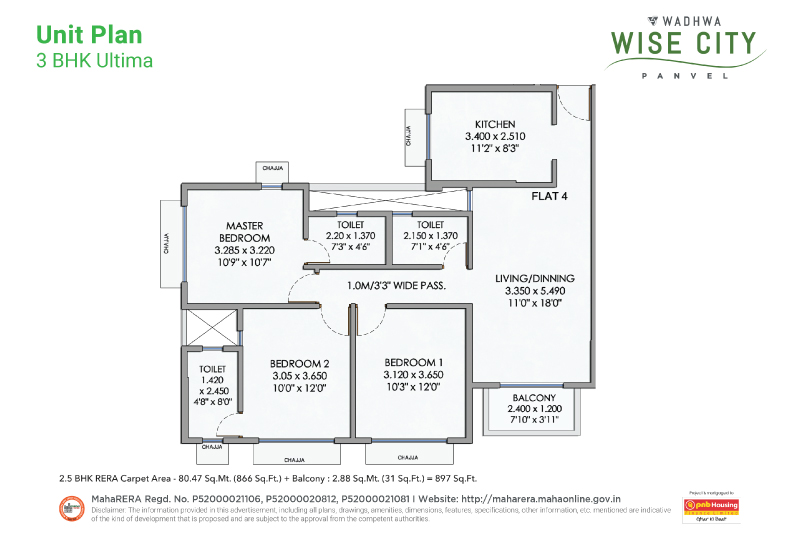 Unit Plan
3 BHK Ultima
WADHWA
WISE CITY
PANVEL
KITCHEN
3.400 x 2.510
11'2" x 8'3"
CHAJJA
CHAJJA
FLAT 4
MASTER
BEDROOM
3.285 x 3.220
10'9" x 10'7"
CHAJJA
TOILET
2.20 x 1.370
7'3" x 4'6"
TOILET
2.150 x 1.370
7'1" x 4'6"
1.0M/3'3" WIDE PASS.
LIVING/DINNING
3.350 x 5.490
11'0" x 18'0"
TOILET
1.420
x 2.450
4'8" x 8'0"
BEDROOM 2
3.05 x 3.650
10'0" x 12'0"
BEDROOM 1
3.120 x 3.650
10'3" x 12'0"
BALCONY
2.400 x 1.200
7'10" x 3'11"
CHAJJA
CHAJJA
CHAJJA
2.5 BHK RERA Carpet Area - 80.47 Sq.Mt. (866 Sq.Ft.) + Balcony : 2.88 Sq.Mt. (31 Sq.Ft.) = 897 Sq.Ft.
MahaRERA Regd. No. P52000021106, P52000020812, P52000021081 I Website: http://maharera.mahaonline.gov.in
Disclaimer: The information provided in this advertisement, including all plans, drawings, amenities, dimensions, features, specifications, other information, etc. mentioned are indicative
of the kind of development that is proposed and are subject to the approval from the competent authorities.
Project is mortgaged to
pnb Housing
FINANCE LIMITED
Ghar Ki Baat